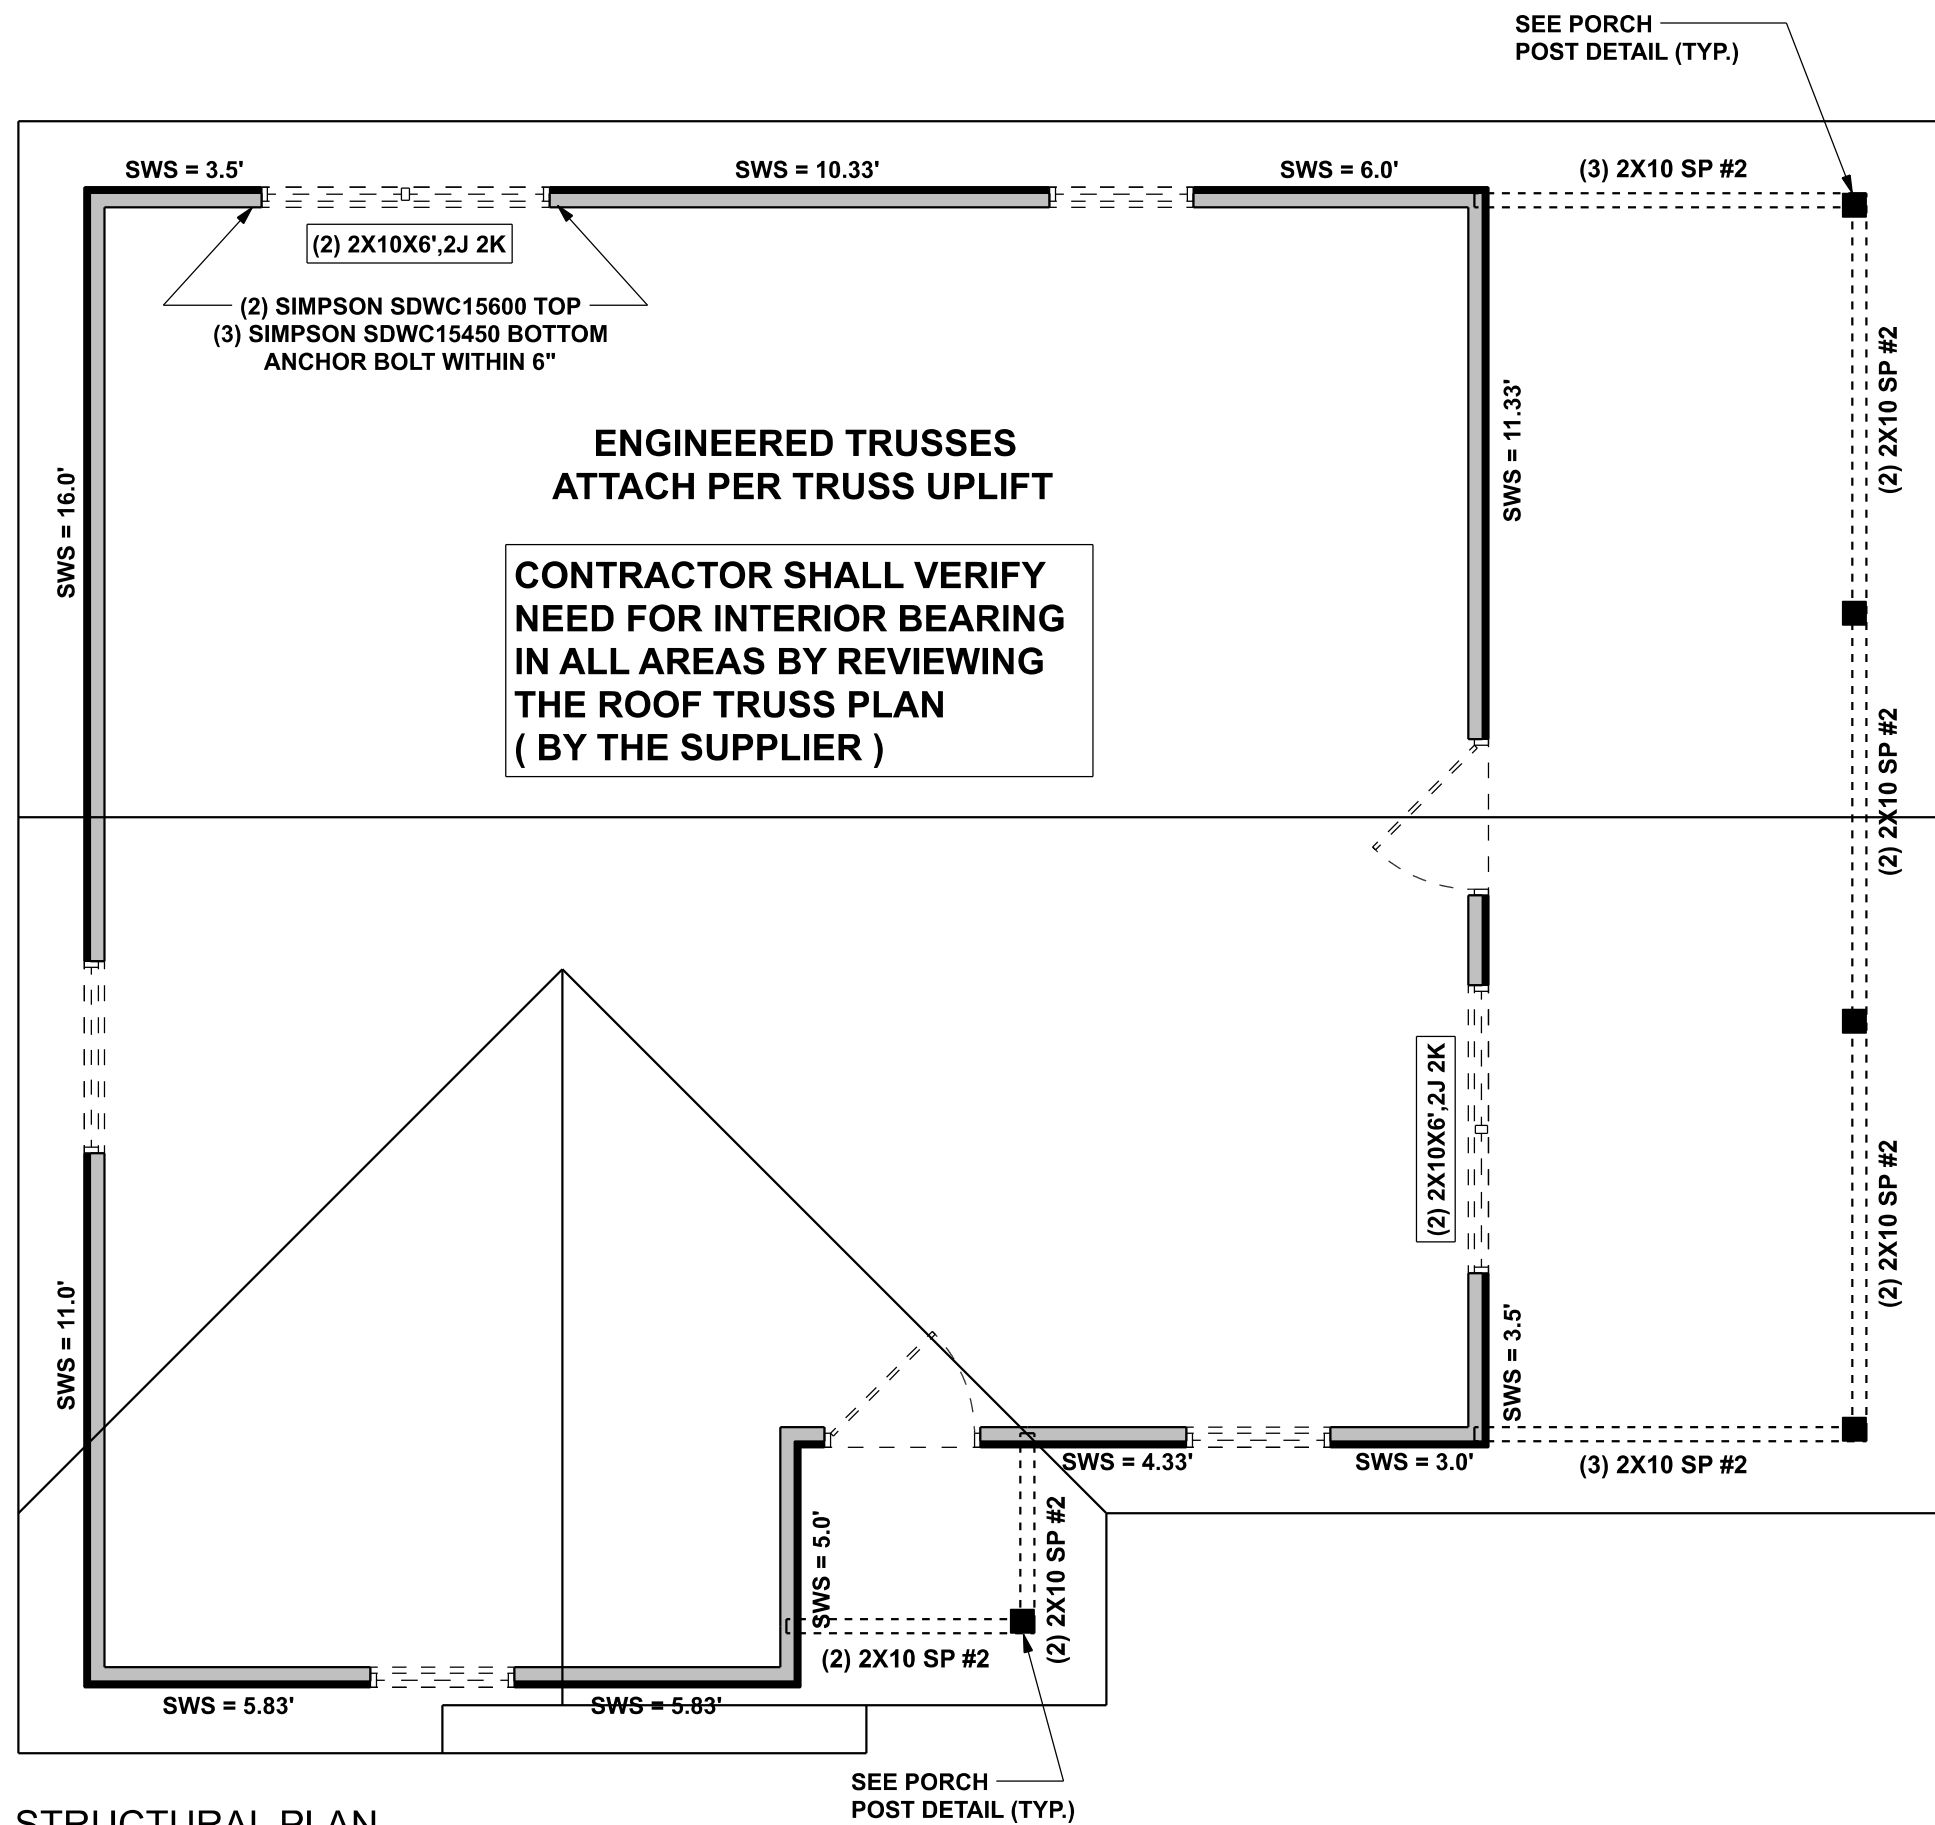 SEE PORCH
POST DETAIL (TYP.)
SWS = 3.5'
SWS = 10.33'
SWS = 6.0'
(3) 2X10 SP #2
(2) 2X10X6',2J 2K
(2) SIMPSON SDWC15600 TOP
(3) SIMPSON SDWC15450 BOTTOM
ANCHOR BOLT WITHIN 6"
SWS = 16.0'
ENGINEERED TRUSSES
ATTACH PER TRUSS UPLIFT
SWS = 11.33'
(2) 2X10 SP #2
CONTRACTOR SHALL VERIFY
NEED FOR INTERIOR BEARING
IN ALL AREAS BY REVIEWING
THE ROOF TRUSS PLAN
( BY THE SUPPLIER )
(2) 2X10 SP #2
(2) 2X10X6',2J 2K
(2) 2X10 SP #2
SWS = 11.0'
SWS = 3.5'
SWS = 4.33'
SWS = 3.0'
(3) 2X10 SP #2
SWS = 5.0'
(2) 2X10 SP #2
(2) 2X10 SP #2
SWS = 5.83'
SWS = 5.83'
SEE PORCH
POST DETAIL (TYP.)
STRUCTURAL PLAN